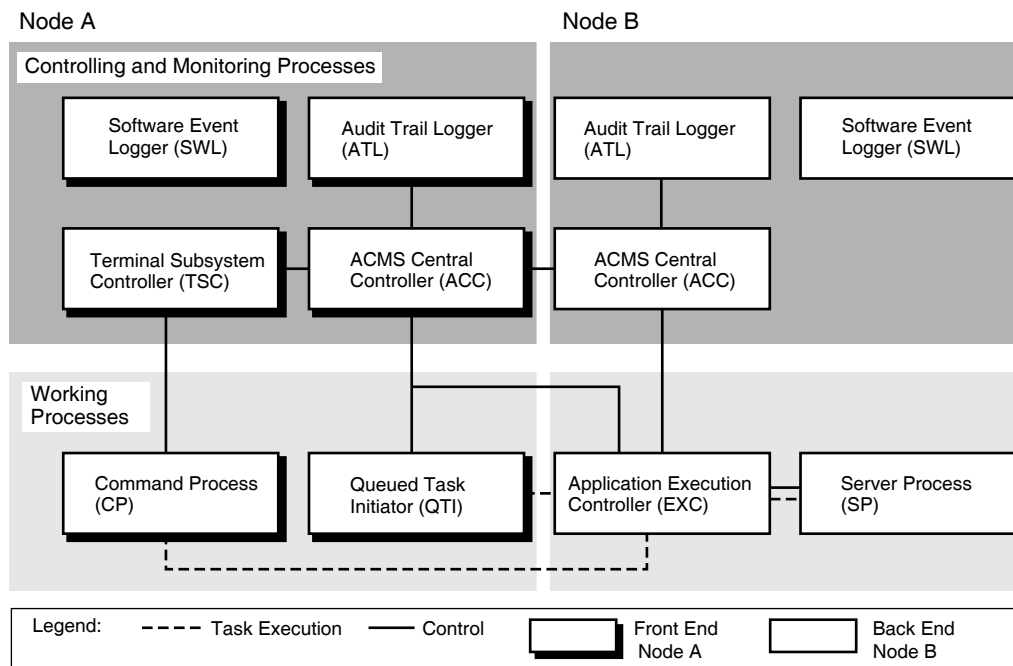 Node A
Node B
Controlling and Monitoring Processes
Software Event
Logger (SWL)
Audit Trail Logger
(ATL)
Audit Trail Logger
(ATL)
Software Event
Logger (SWL)
Terminal Subsystem
Controller (TSC)
ACMS Central
Controller (ACC)
ACMS Central
Controller (ACC)
Working
Processes
Command Process
(CP)
Queued Task
Initiator (QTI)
Application Execution
Controller (EXC)
Server Process
(SP)
Legend:
Task Execution
Control
Front End
Node A
Back End
Node B